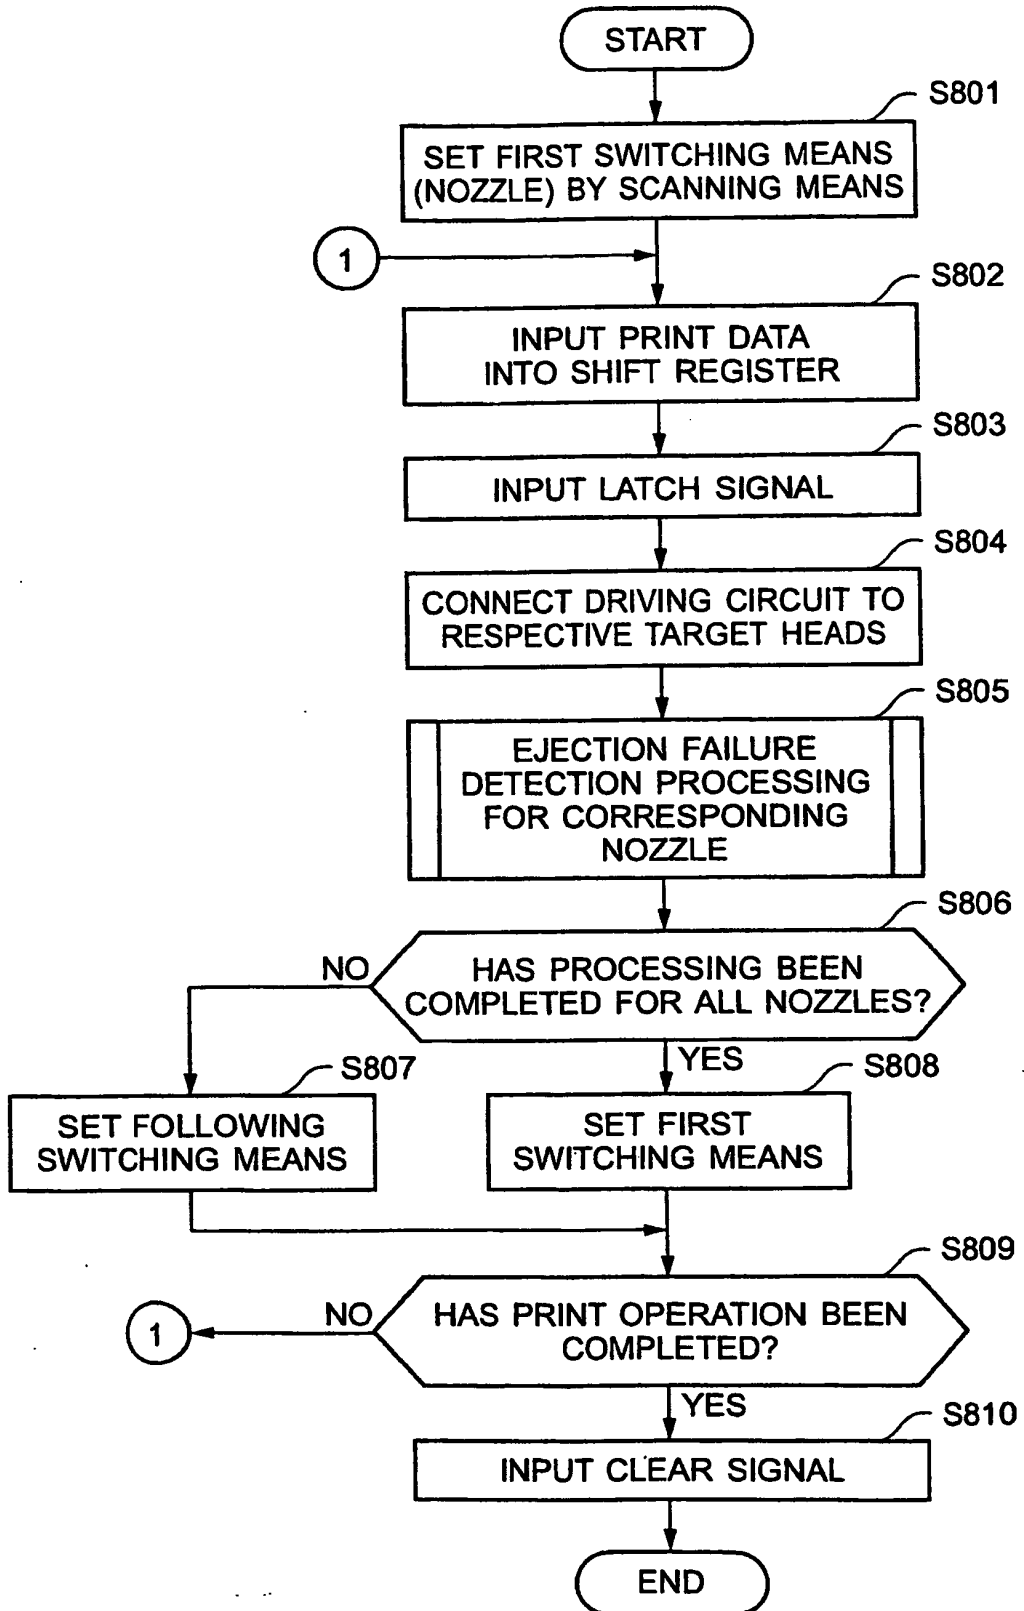 START
S801
SET FIRST SWITCHING MEANS
(NOZZLE) BY SCANNING MEANS
1
S802
INPUT PRINT DATA
INTO SHIFT REGISTER
S803
INPUT LATCH SIGNAL
S804
CONNECT DRIVING CIRCUIT TO
RESPECTIVE TARGET HEADS
S805
EJECTION FAILURE
DETECTION PROCESSING
FOR CORRESPONDING
NOZZLE
S806
NO
HAS PROCESSING BEEN
COMPLETED FOR ALL NOZZLES?
YES
S807
SET FOLLOWING
SWITCHING MEANS
S808
SET FIRST
SWITCHING MEANS
S809
1
NO
HAS PRINT OPERATION BEEN
COMPLETED?
YES
S810
INPUT CLEAR SIGNAL
END